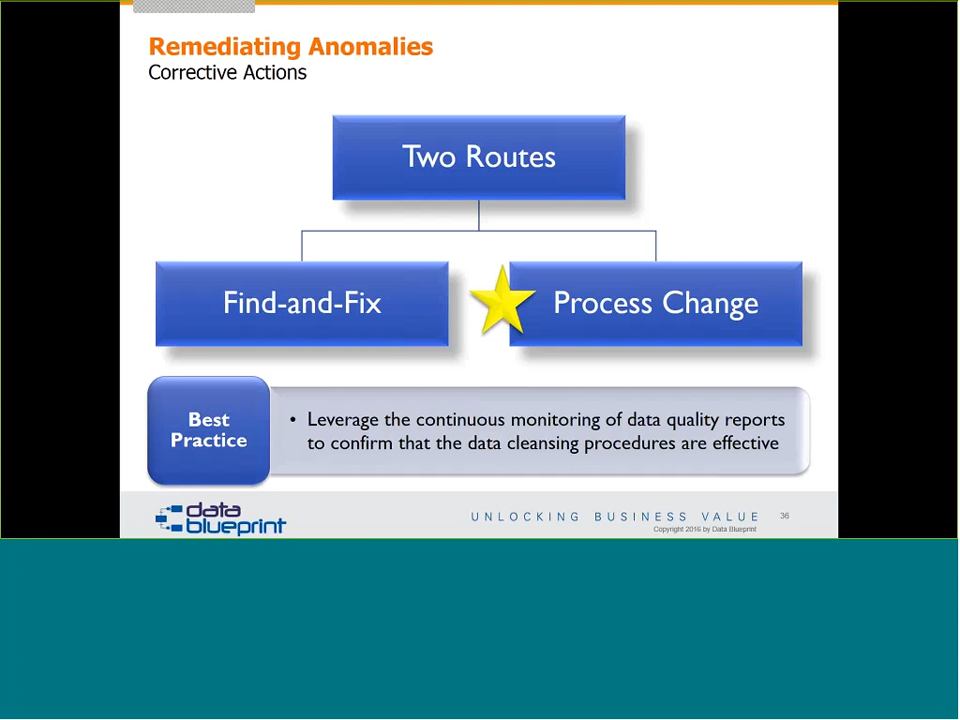 Remediating Anomalies
Corrective Actions
Two Routes
Find-and-Fix
Process Change
Best
Practice
• Leverage the continuous monitoring of data quality reports
to confirm that the data cleansing procedures are effective
data
blueprint
UNLOCKING BUSINESS VALUE
36
Copyright 2016 by Data Blueprint